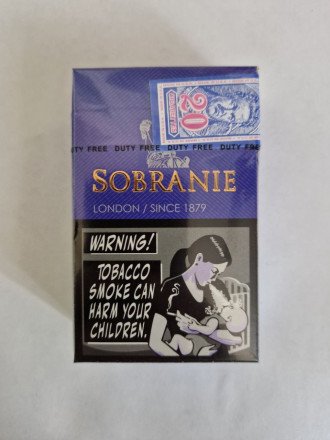 20
DUTY FREE DUTY FREE DUTY FREE DUTY FREE
SOBRANIE
LONDON / SINCE 1879
WARNING!
TOBACCO
SMOKE CAN
HARM YOUR
CHILDREN.